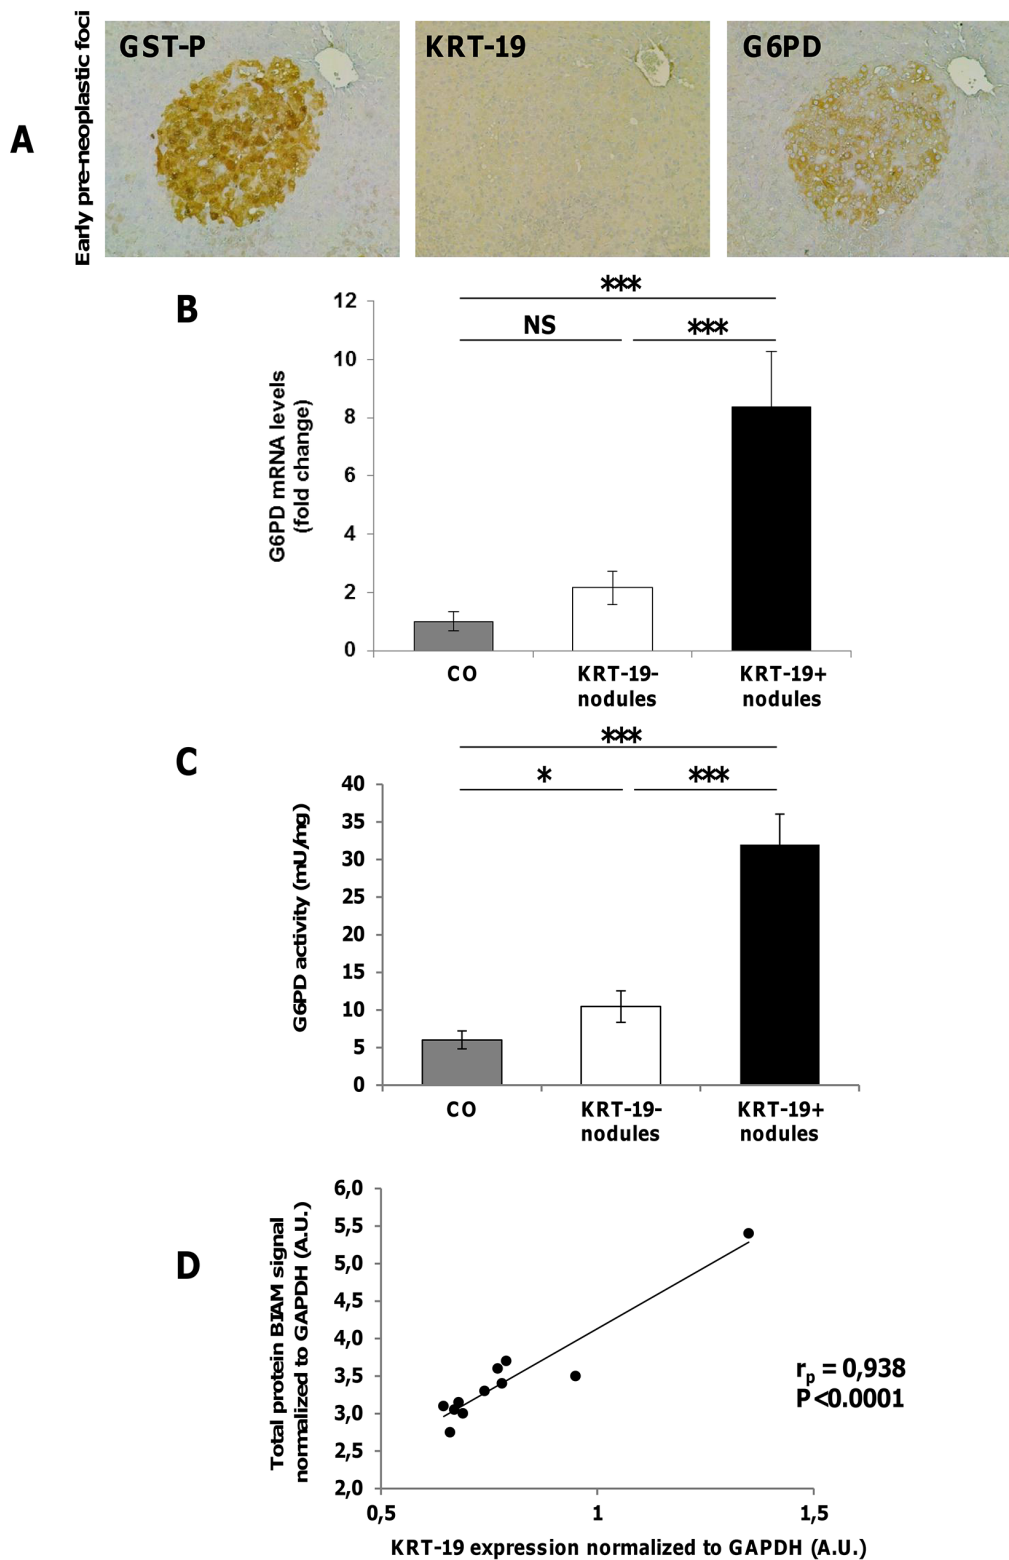 A
Early pre-neoplastic foci
GST-P
KRT-19
G6PD
B
G6PD mRNA levels
(fold change)
12
10
8
6
4
2
0
***
NS
***
CO
KRT-19-
nodules
KRT-19+
nodules
C
G6PD activity (mU/mg)
40
35
30
25
20
15
10
5
0
***
*
***
CO
KRT-19-
nodules
KRT-19+
nodules
D
Total protein BIAM signal
normalized to GAPDH (A.U.)
6,0
5,5
5,0
4,5
4,0
3,5
3,0
2,5
2,0
r_p = 0,938
P<0.0001
0,5
1
1,5
KRT-19 expression normalized to GAPDH (A.U.)